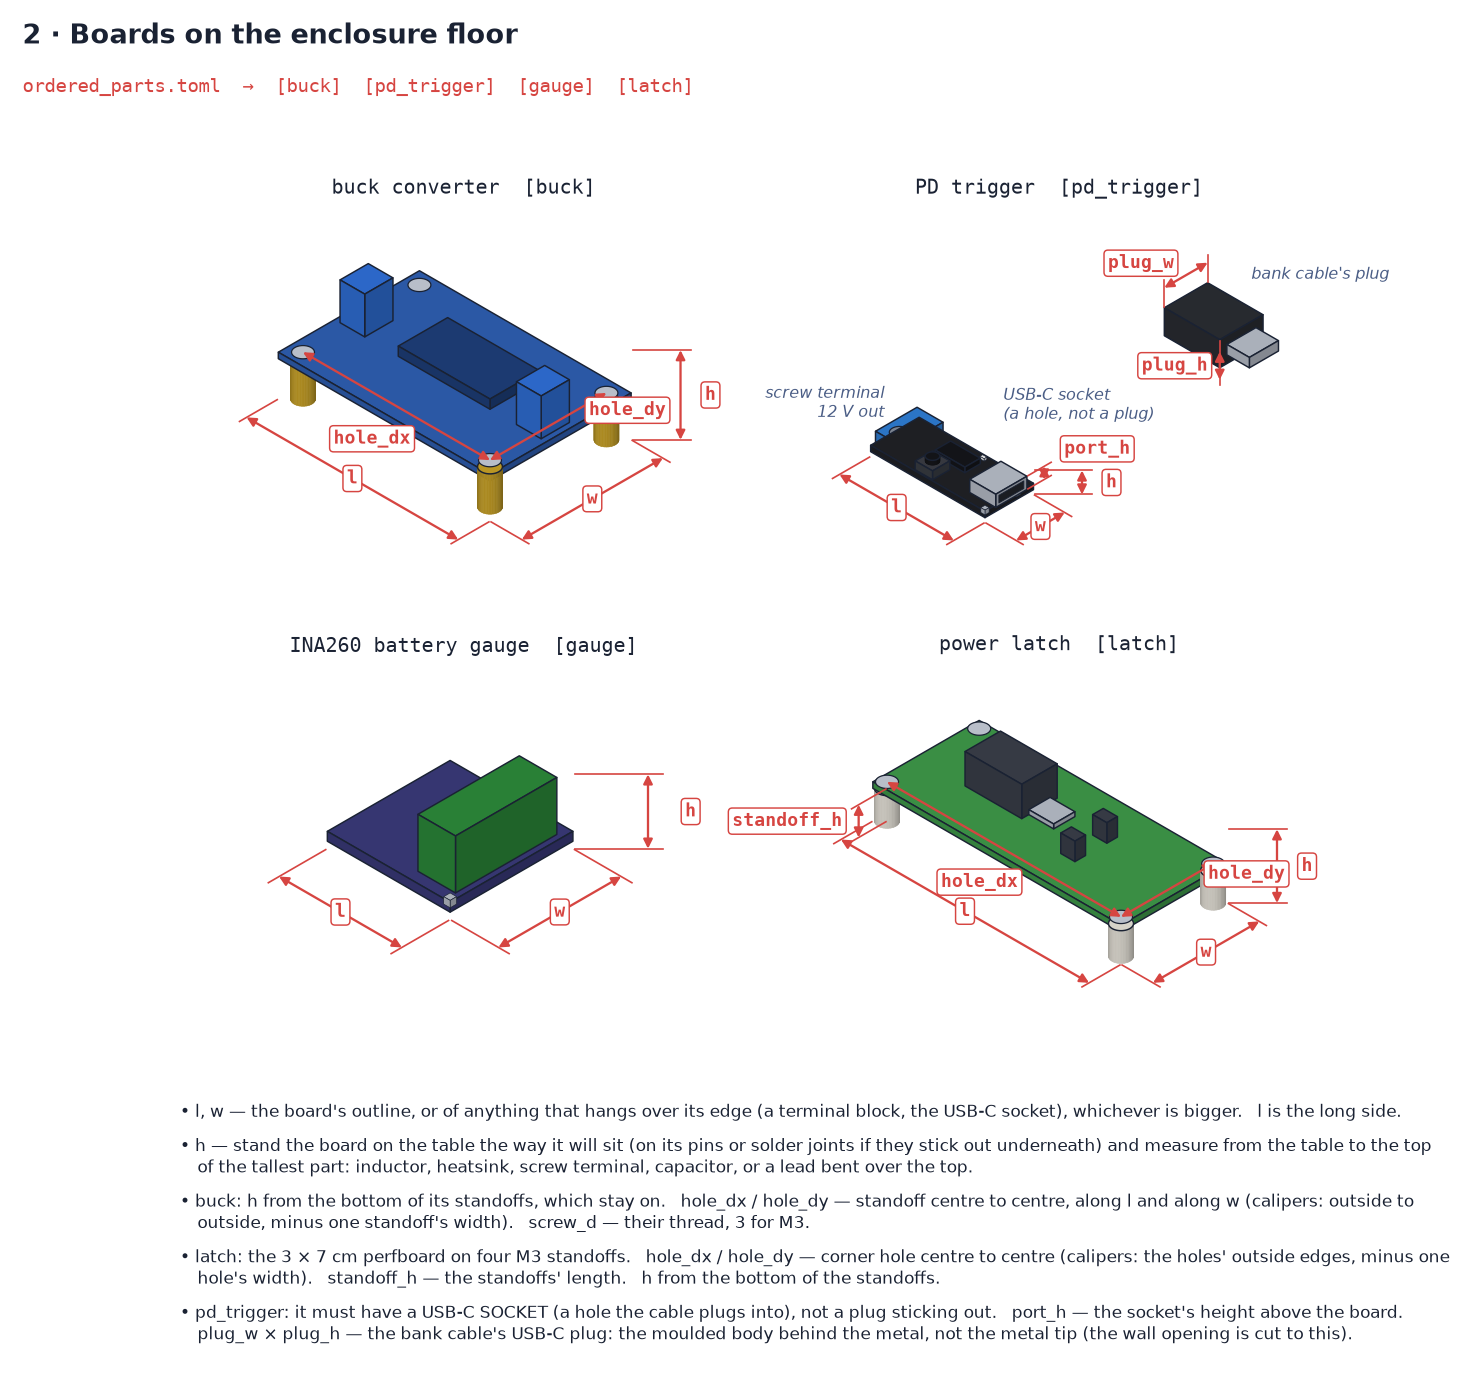 2 · Boards on the enclosure floor
ordered_parts.toml → [buck] [pd_trigger] [gauge] [latch]
buck converter [buck]
h
hole_dy
hole_dx
l
w
PD trigger [pd_trigger]
plug_w
bank cable's plug
plug_h
screw terminal
12 V out
USB-C socket
(a hole, not a plug)
port_h
h
l
w
INA260 battery gauge [gauge]
h
l
w
power latch [latch]
standoff_h
hole_dx
hole_dy
h
l
w
• l, w — the board's outline, or of anything that hangs over its edge (a terminal block, the USB-C socket), whichever is bigger. l is the long side.
• h — stand the board on the table the way it will sit (on its pins or solder joints if they stick out underneath) and measure from the table to the top
of the tallest part: inductor, heatsink, screw terminal, capacitor, or a lead bent over the top.
• buck: h from the bottom of its standoffs, which stay on. hole_dx / hole_dy — standoff centre to centre, along l and along w (calipers: outside to
outside, minus one standoff's width). screw_d — their thread, 3 for M3.
• latch: the 3 × 7 cm perfboard on four M3 standoffs. hole_dx / hole_dy — corner hole centre to centre (calipers: the holes' outside edges, minus one
hole's width). standoff_h — the standoffs' length. h from the bottom of the standoffs.
• pd_trigger: it must have a USB-C SOCKET (a hole the cable plugs into), not a plug sticking out. port_h — the socket's height above the board.
plug_w × plug_h — the bank cable's USB-C plug: the moulded body behind the metal, not the metal tip (the wall opening is cut to this).